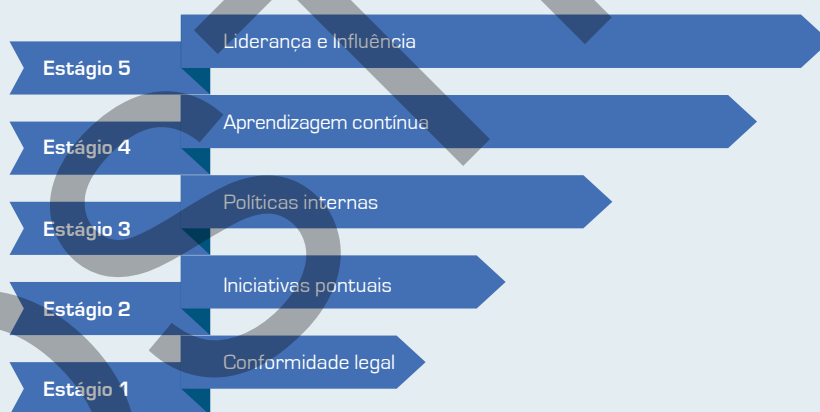 Liderança e Influência
Estágio 5
Aprendizagem contínua
Estágio 4
Políticas internas
Estágio 3
Iniciativas pontuais
Estágio 2
Conformidade legal
Estágio 1